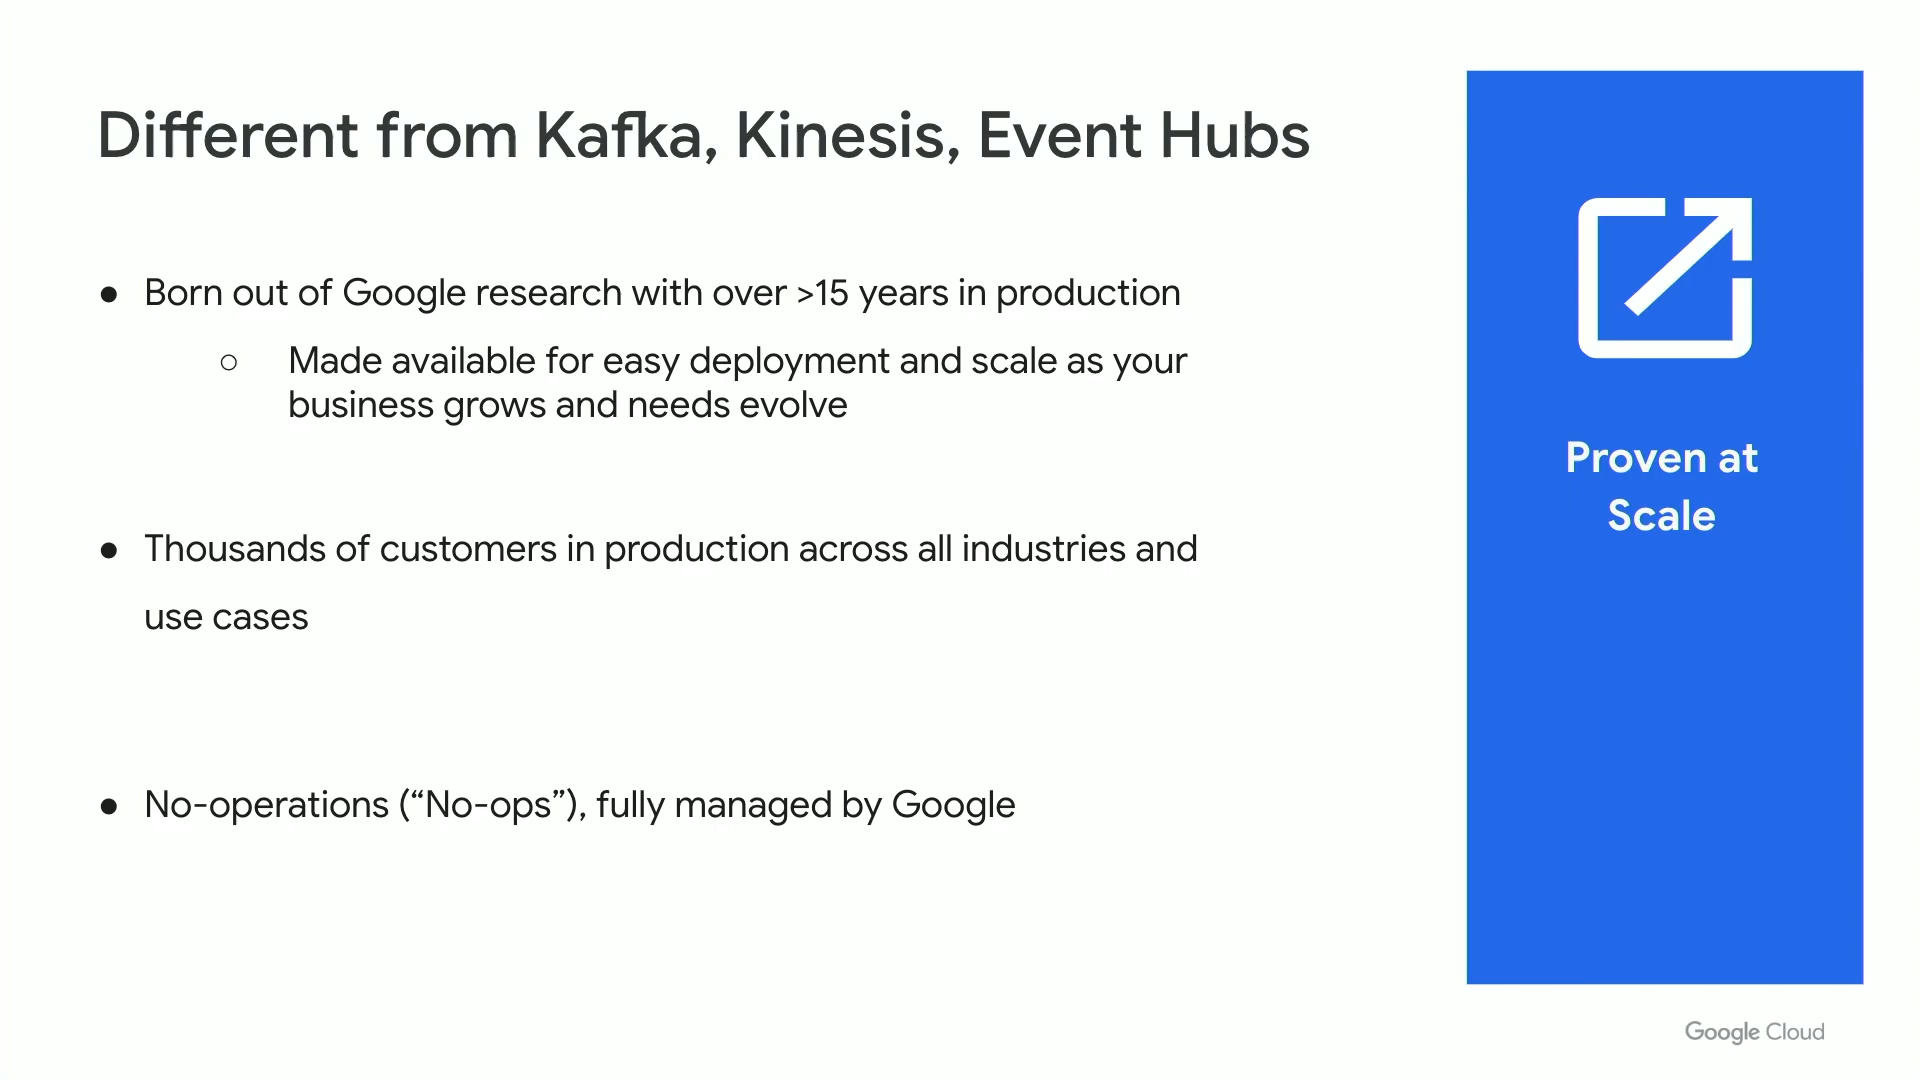 Different from Kafka, Kinesis, Event Hubs
● Born out of Google research with over >15 years in production
○ Made available for easy deployment and scale as your
business grows and needs evolve
● Thousands of customers in production across all industries and
use cases
● No-operations (“No-ops”), fully managed by Google
Proven at
Scale
Google Cloud